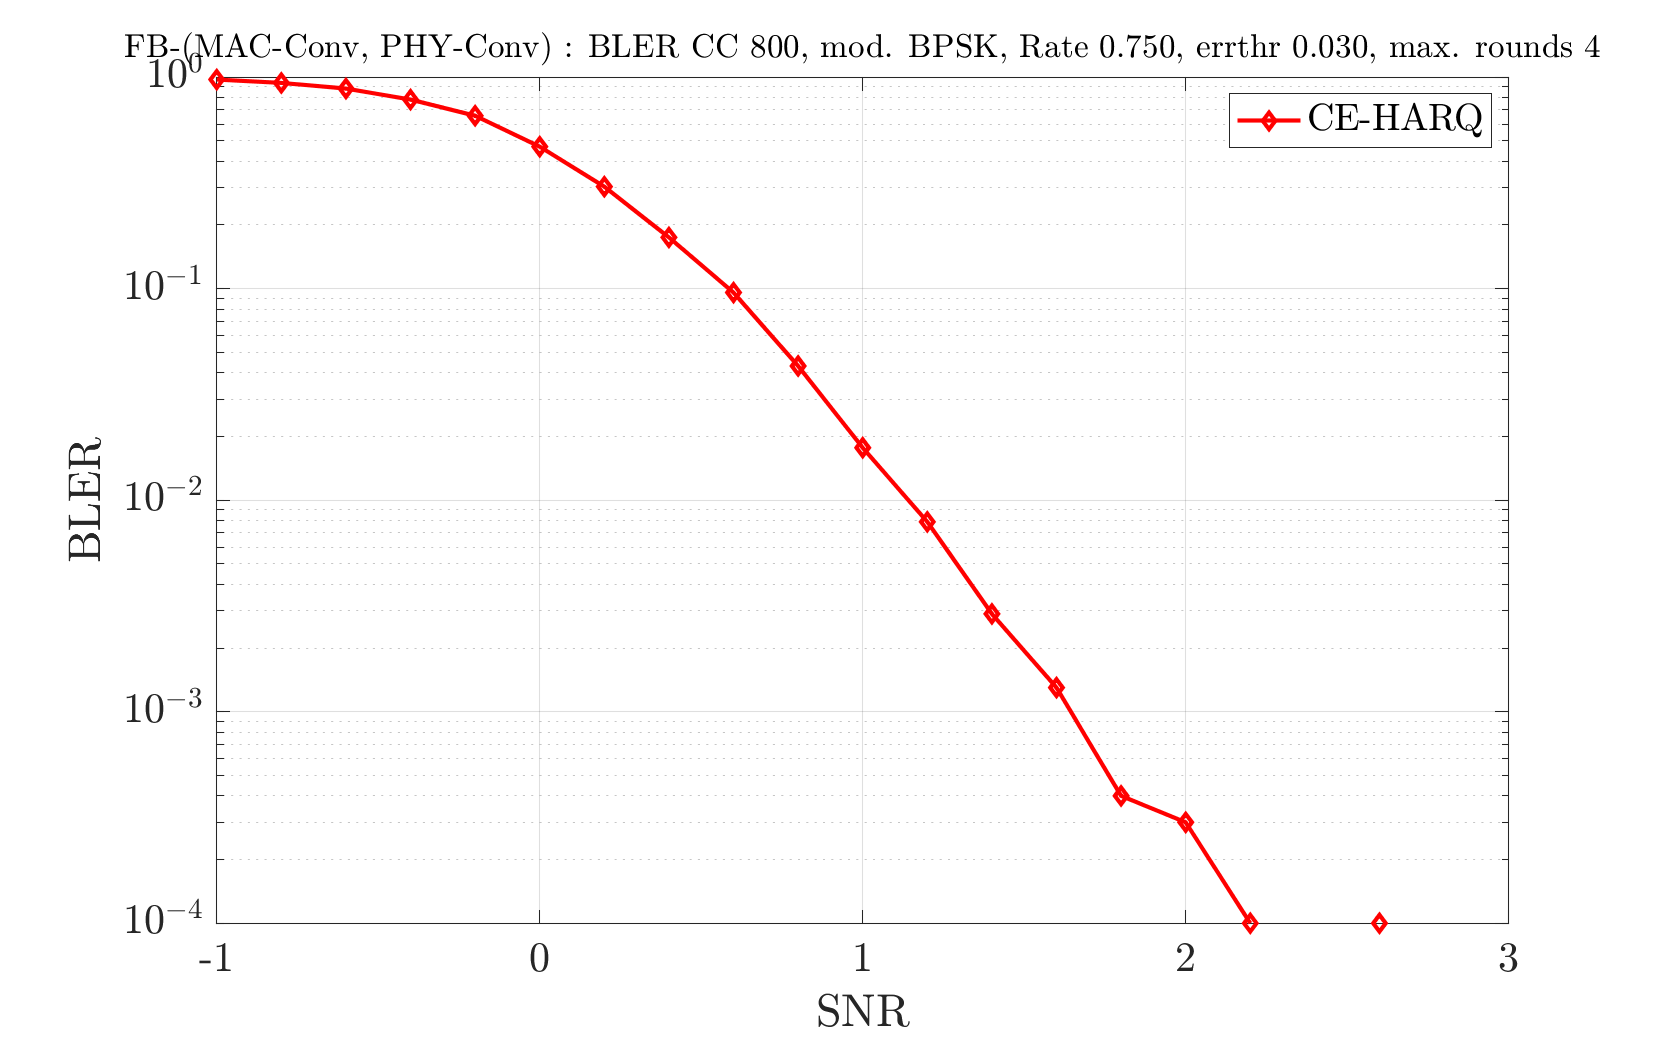 FB-(MAC-Conv, PHY-Conv) : BLER CC 800, mod. BPSK, Rate 0.750, errthr 0.030, max. rounds 4
CE-HARQ
10^0
10^{-1}
10^{-2}
10^{-3}
10^{-4}
BLER
-1 0 1 2 3
SNR